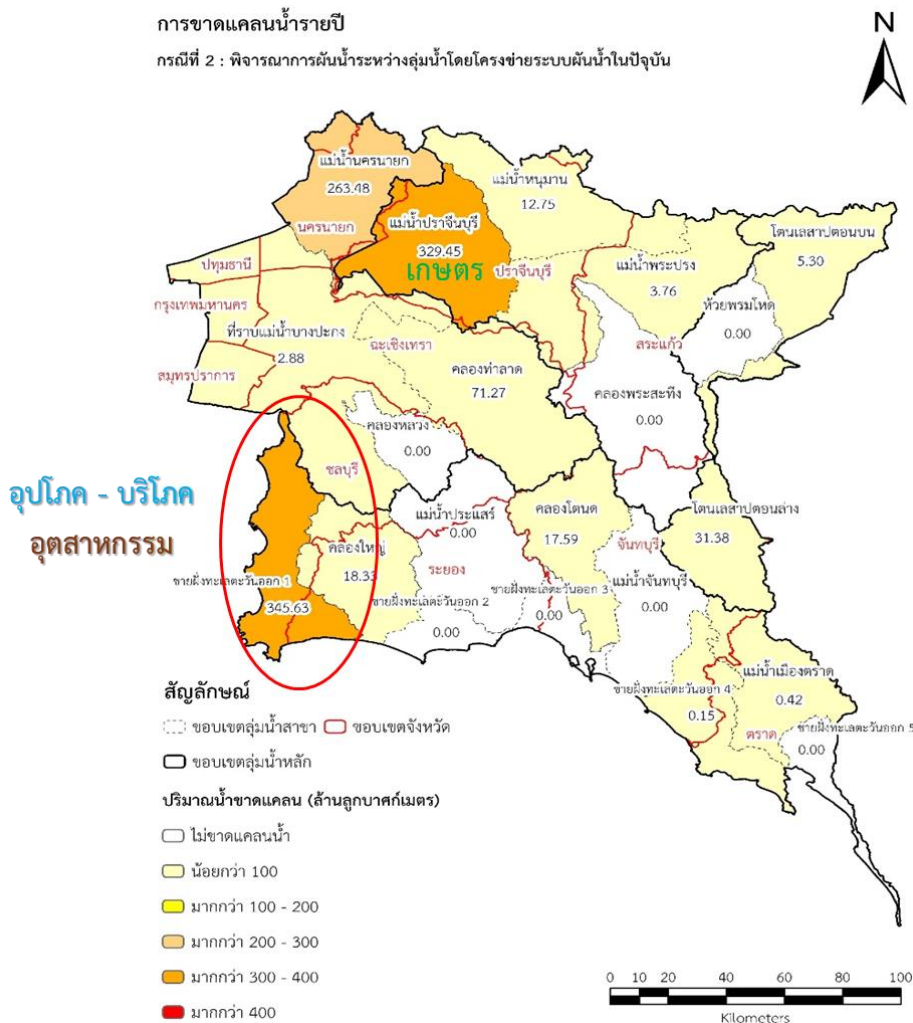 การขาดแคลนน้ำรายปี
กรณีที่ 2 : พิจารณาการผันน้ำระหว่างลุ่มน้ำโดยโครงข่ายระบบผันน้ำในปัจจุบัน
N
แม่น้ำนครนายก
263.48
นครนายก
แม่น้ำหนุมาน
12.75
แม่น้ำปราจีนบุรี
329.45
เกษตร
ปราจีนบุรี
โตนเลสาปตอนบน
5.30
แม่น้ำพระปรง
3.76
ห้วยพรมโหด
0.00
ปทุมธานี
กรุงเทพมหานคร
ที่ราบแม่น้ำบางปะกง
2.88
สมุทรปราการ
ฉะเชิงเทรา
สระแก้ว
คลองท่าลาด
71.27
คลองพระสะทึง
0.00
คลองหลวง
0.00
ชลบุรี
อุปโภค - บริโภค
อุตสาหกรรม
แม่น้ำประแสร์
0.00
คลองโตนด
17.59
โตนเลสาปตอนล่าง
31.38
จันทบุรี
คลองใหญ่
18.33
ระยอง
ชายฝั่งทะเลตะวันออก 1
345.63
ชายฝั่งทะเลตะวันออก 2
0.00
ชายฝั่งทะเลตะวันออก 3
0.00
แม่น้ำจันทบุรี
0.00
ชายฝั่งทะเลตะวันออก 4
0.15
แม่น้ำเมืองตราด
0.42
ตราด
ชายฝั่งทะเลตะวันออก 5
0.00
สัญลักษณ์
ขอบเขตลุ่มน้ำสาขา ขอบเขตจังหวัด
ขอบเขตลุ่มน้ำหลัก
ปริมาณน้ำขาดแคลน (ล้านลูกบาศก์เมตร)
ไม่ขาดแคลนน้ำ
น้อยกว่า 100
มากกว่า 100 - 200
มากกว่า 200 - 300
มากกว่า 300 - 400
มากกว่า 400
0 10 20 40 60 80 100
Kilometers